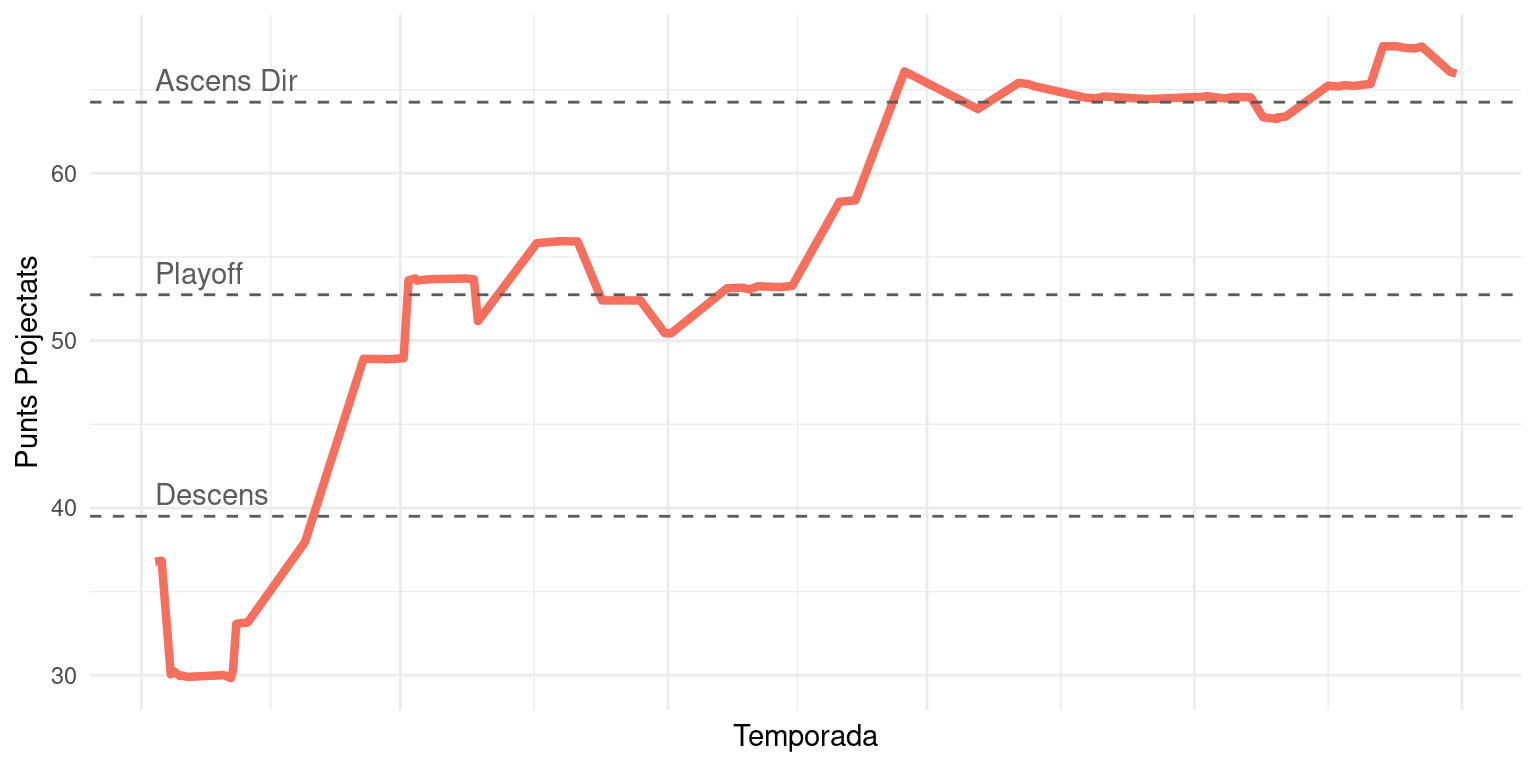 Ascens Dir
60
Playoff
50
Punts Projectats
Descens
40
30
Temporada